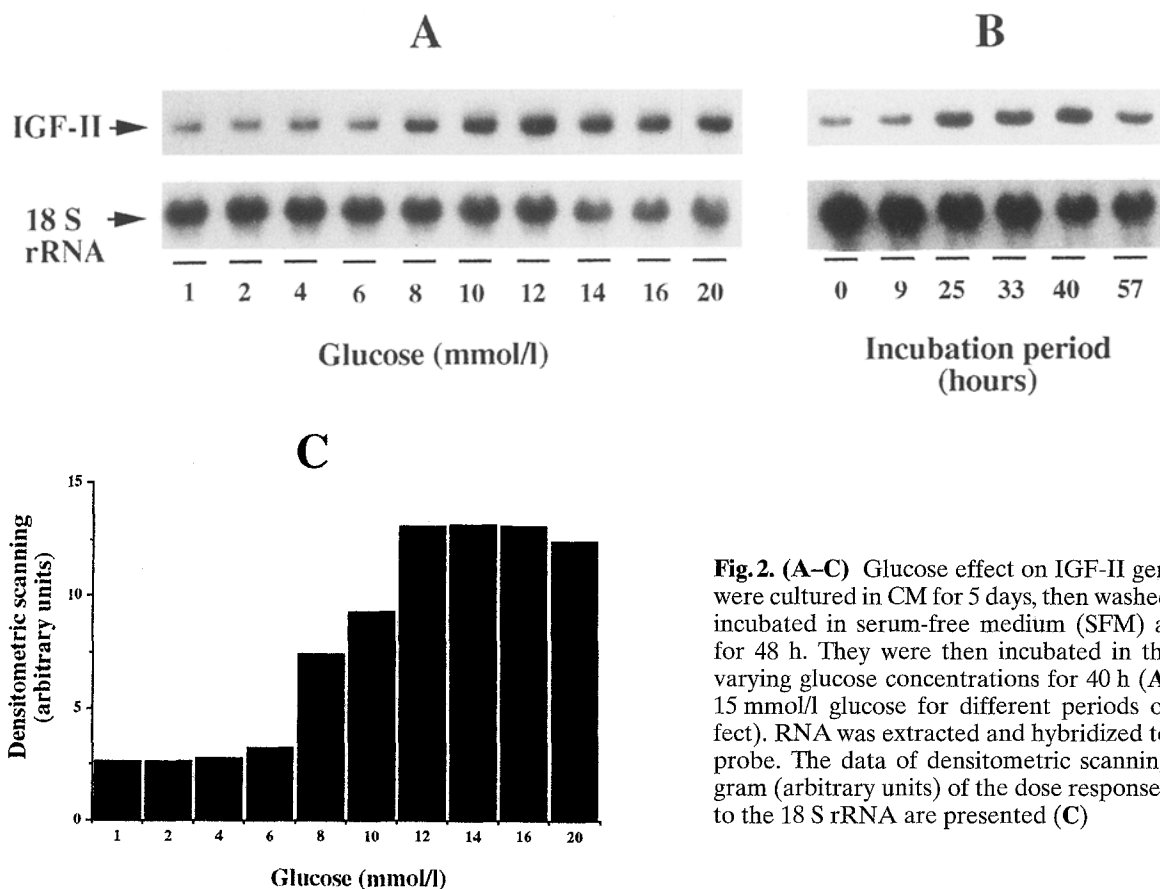 A
B
IGF-II
18 S
rRNA
1 2 4 6 8 10 12 14 16 20
0 9 25 33 40 57
Glucose (mmol/l)
Incubation period
(hours)
C
Densitometric scanning
(arbitrary units)
15
10
5
0
1 2 4 6 8 10 12 14 16 20
Glucose (mmol/l)
Fig. 2. (A–C) Glucose effect on IGF-II gen
were cultured in CM for 5 days, then washed
incubated in serum-free medium (SFM) a
for 48 h. They were then incubated in th
varying glucose concentrations for 40 h (A
15 mmol/l glucose for different periods o
fect). RNA was extracted and hybridized to
probe. The data of densitometric scanning
gram (arbitrary units) of the dose response
to the 18 S rRNA are presented (C)